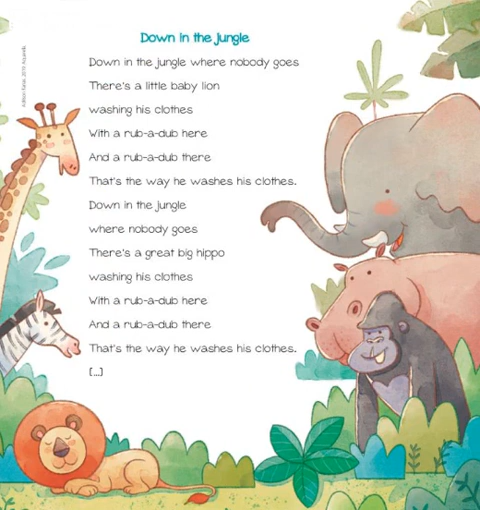 Down in the jungle
Down in the jungle where nobody goes
There's a little baby lion
washing his clothes
With a rub-a-dub here
And a rub-a-dub there
That's the way he washes his clothes.
Down in the jungle
where nobody goes
There's a great big hippo
washing his clothes
With a rub-a-dub here
And a rub-a-dub there
That's the way he washes his clothes.
[...]